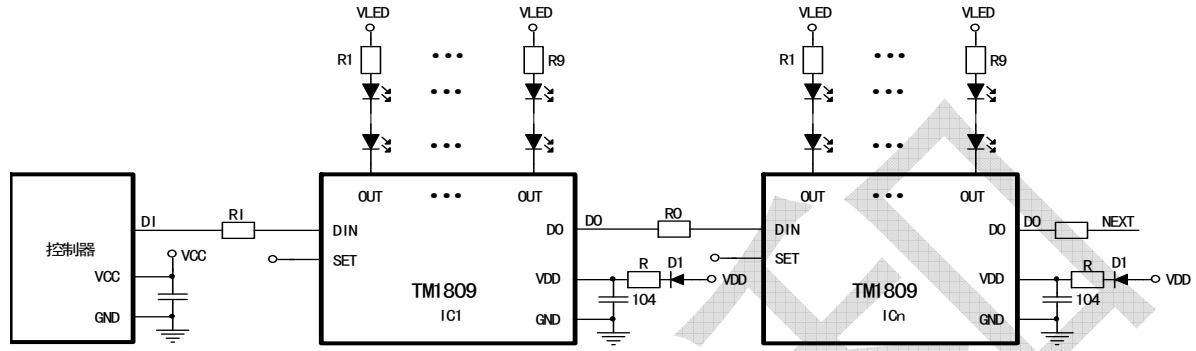 VLED VLED VLED VLED
R1 ••• R9 R1 ••• R9
••• •••
••• •••
OUT ••• OUT OUT ••• OUT
DI RI DIN DO DO RO DIN DO DO NEXT
控制器 VCC SET SET
VCC VDD R D1 VDD VDD R D1 VDD
TM1809 104 TM1809 104
GND IC1 GND ICn GND